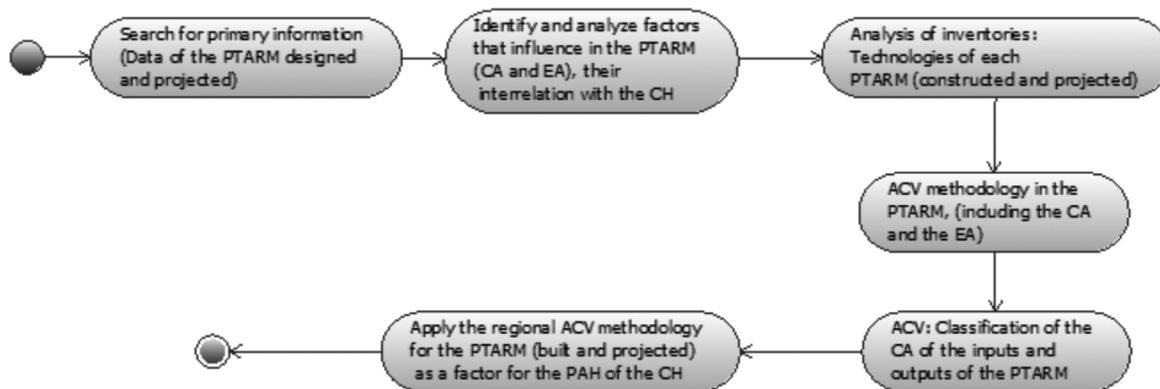 Search for primary information
(Data of the PTARM designed
and projected)
Identify and analyze factors
that influence in the PTARM
(CA and EA), their
interrelation with the CH
Analysis of inventories:
Technologies of each
PTARM (constructed and projected)
ACV methodology in the
PTARM, (including the CA
and the EA)
ACV: Classification of the
CA of the inputs and
outputs of the PTARM
Apply the regional ACV methodology
for the PTARM (built and projected)
as a factor for the PAH of the CH